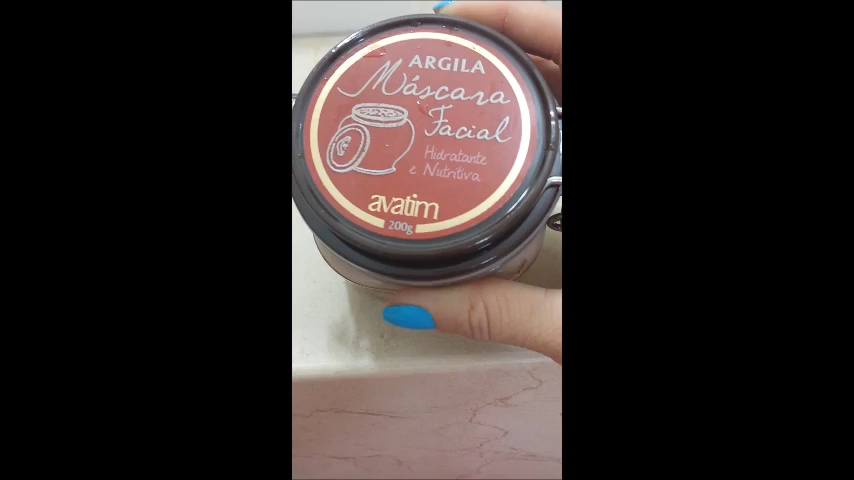 ARGILA
Máscara
Facial
Hidratante
e Nutritiva
avatim
200g